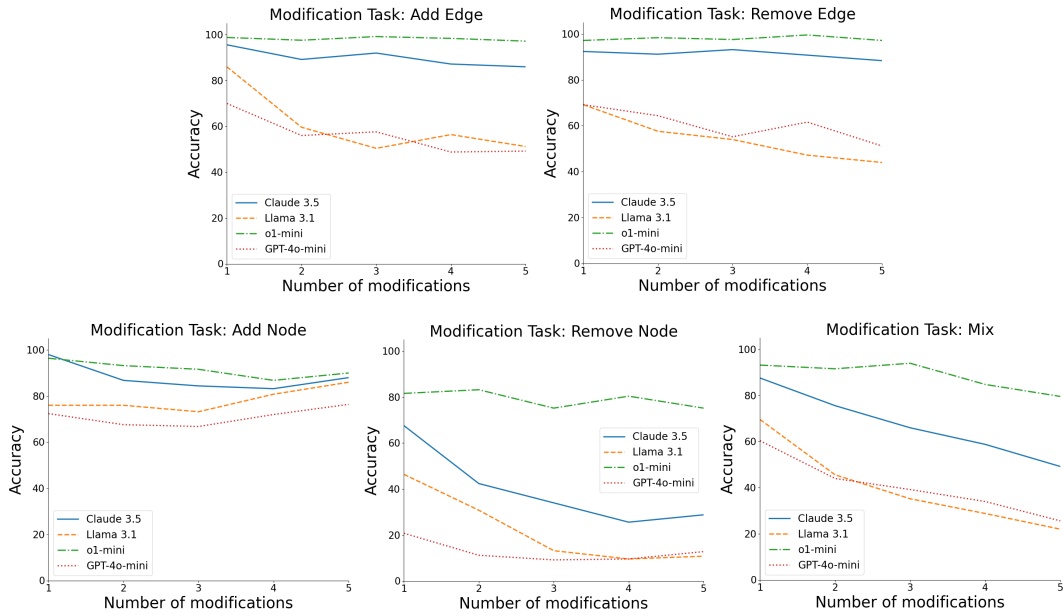 Modification Task: Add Edge
100
80
60
40
20
0
Accuracy
Claude 3.5
Llama 3.1
o1-mini
GPT-4o-mini
1 2 3 4 5
Number of modifications
Modification Task: Remove Edge
100
80
60
40
20
0
Accuracy
Claude 3.5
Llama 3.1
o1-mini
GPT-4o-mini
1 2 3 4 5
Number of modifications
Modification Task: Add Node
100
80
60
40
20
0
Accuracy
Claude 3.5
Llama 3.1
o1-mini
GPT-4o-mini
1 2 3 4 5
Number of modifications
Modification Task: Remove Node
100
80
60
40
20
0
Accuracy
Claude 3.5
Llama 3.1
o1-mini
GPT-4o-mini
1 2 3 4 5
Number of modifications
Modification Task: Mix
100
80
60
40
20
0
Accuracy
Claude 3.5
Llama 3.1
o1-mini
GPT-4o-mini
1 2 3 4 5
Number of modifications